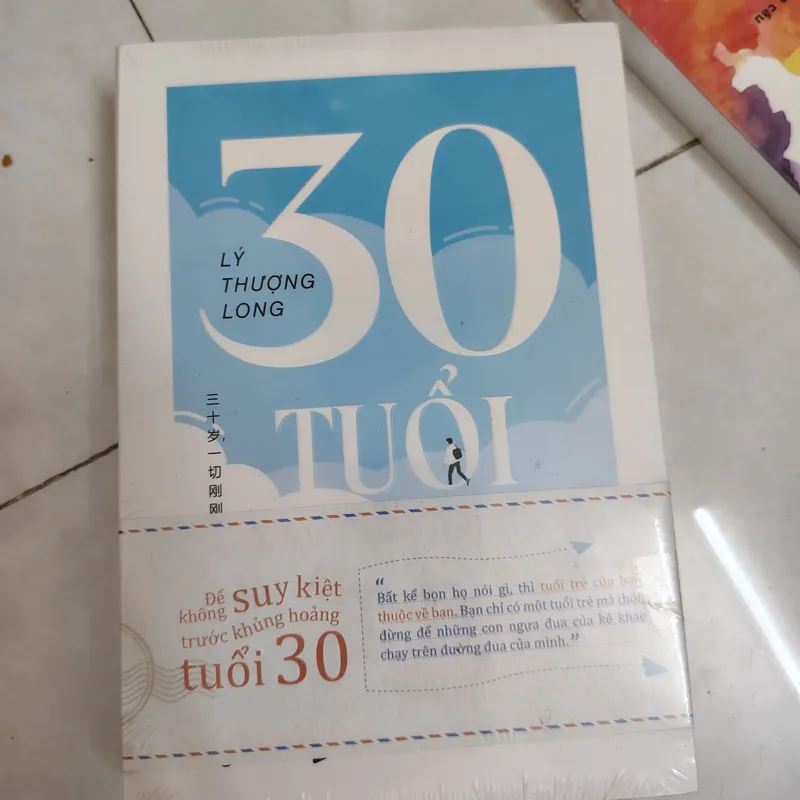 30
LÝ
THƯỢNG
LONG
TUỔI
三十岁,一切刚刚
Để
không suy kiệt
trước khủng hoảng
tuổi 30
“
Bất kể bọn họ nói gì, thì tuổi trẻ của bạn
thuộc về bạn. Bạn chỉ có một tuổi trẻ mà thôi,
đừng để những con ngựa đua của kẻ khác
chạy trên đường đua của mình.”
cậu